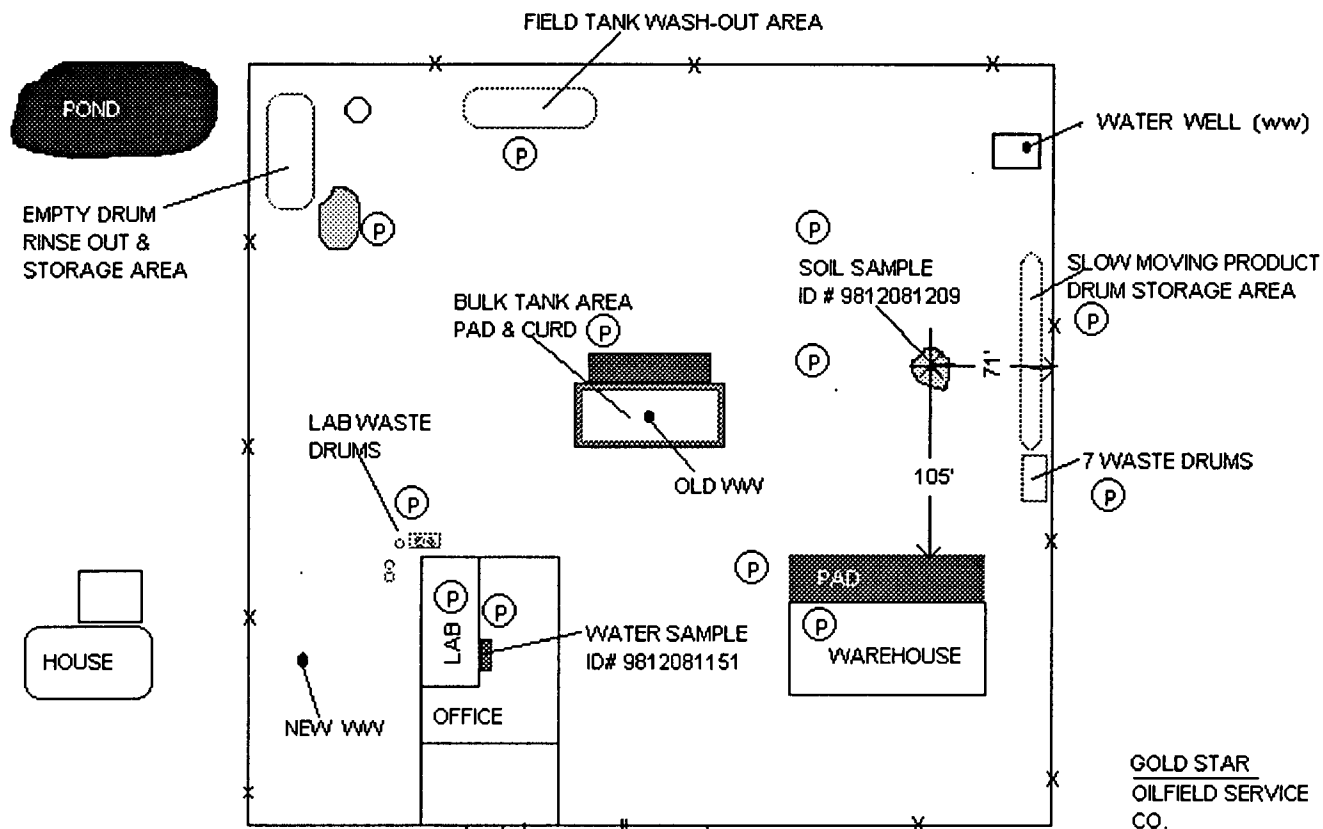 FIELD TANK WASH-OUT AREA
POND
WATER WELL (ww)
P
EMPTY DRUM
RINSE OUT &
STORAGE AREA
P
P
SOIL SAMPLE
ID # 9812081209
SLOW MOVING PRODUCT
DRUM STORAGE AREA
P
BULK TANK AREA
PAD & CURD
P
P
71'
LAB WASTE
DRUMS
P
OLD WW
105'
7 WASTE DRUMS
P
P
PAD
P
P
LAB
WATER SAMPLE
ID# 9812081151
P
WAREHOUSE
HOUSE
OFFICE
NEW WW
GOLD STAR
OILFIELD SERVICE
CO.